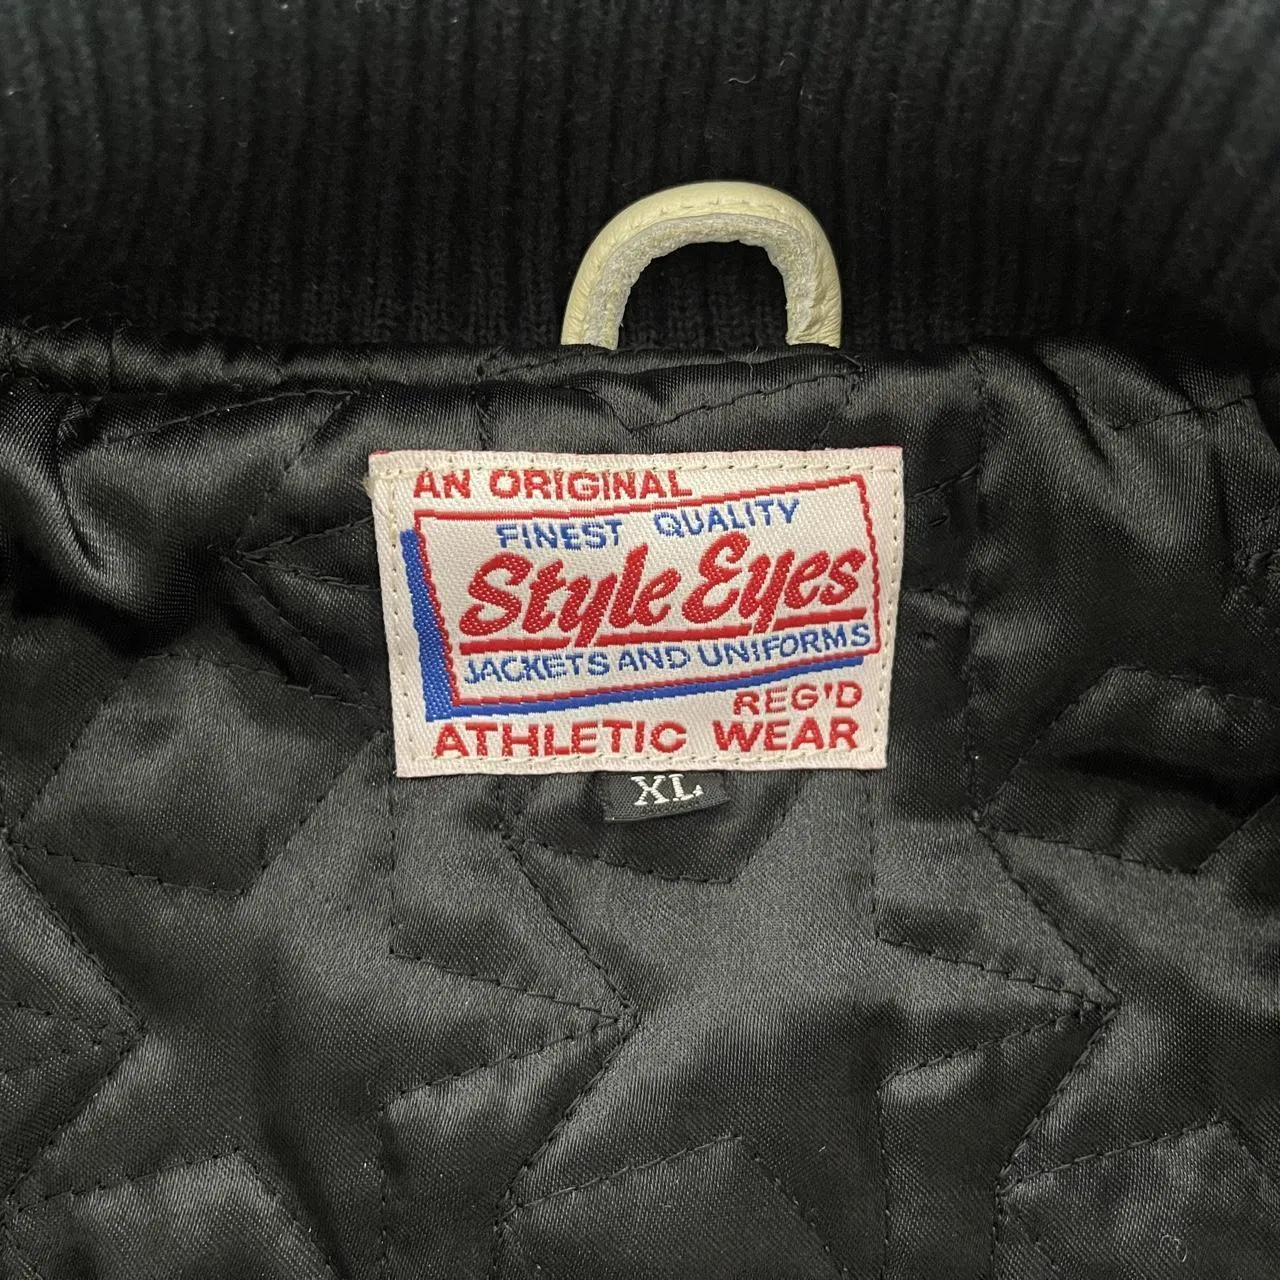 AN ORIGINAL
FINEST QUALITY
Style Eyes
JACKETS AND UNIFORMS
REG'D
ATHLETIC WEAR
XL